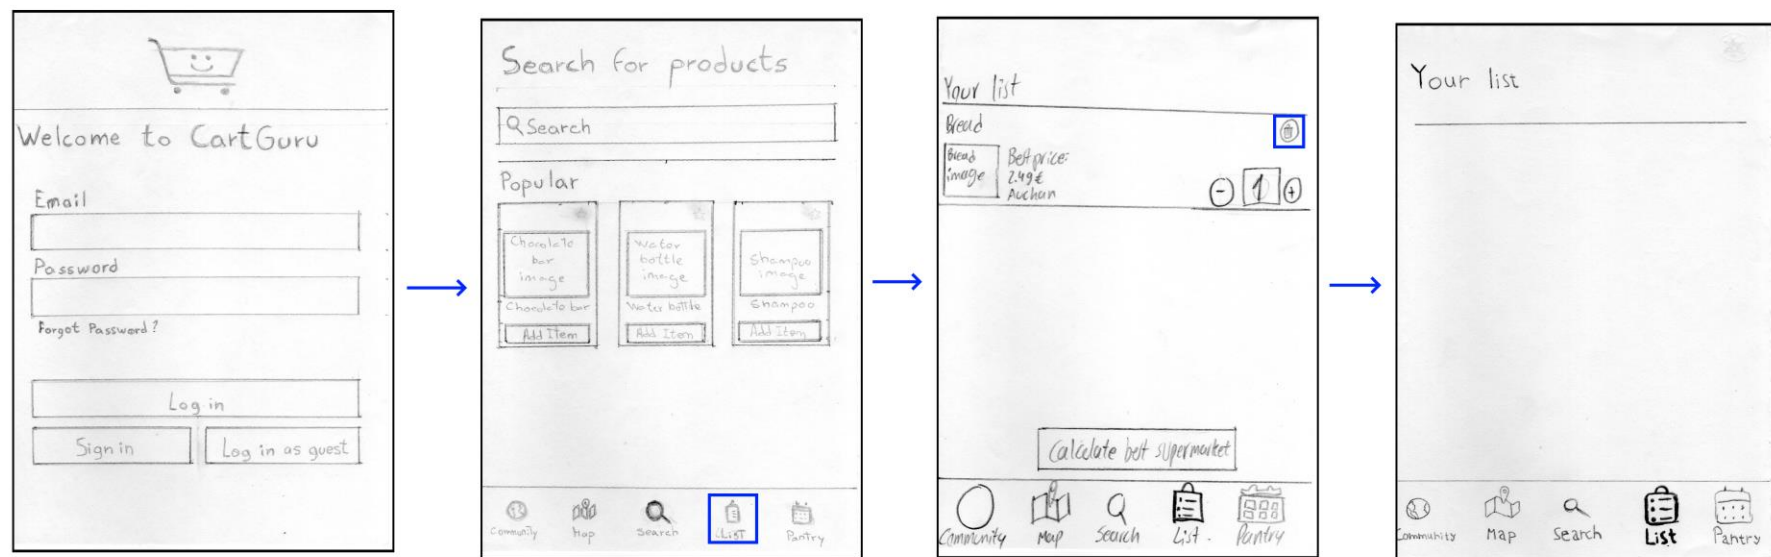 Welcome to CartGuru
Email
Password
Forgot Password?
Log in
Sign in
Log in as guest
Search for products
Search
Popular
Chocolate
bar
image
Chocolate bar
Add Item
Water
bottle
image
Water bottle
Add Item
Shampoo
image
Shampoo
Add Item
Community
Map
Search
List
Pantry
Your list
Bread
Bread
image
Best price:
2.49€
Auchan
1
Calculate best supermarket
Community
Map
Search
List
Pantry
Your list
Community
Map
Search
List
Pantry